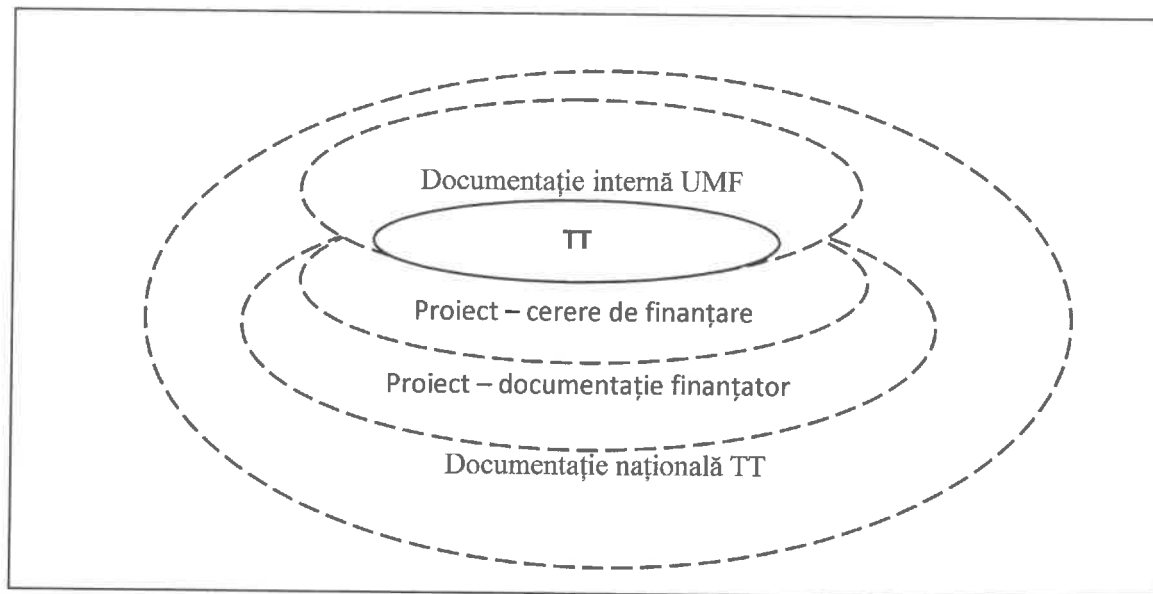 Documentație internă UMF
TT
Proiect – cerere de finanțare
Proiect – documentație finanțator
Documentație națională TT